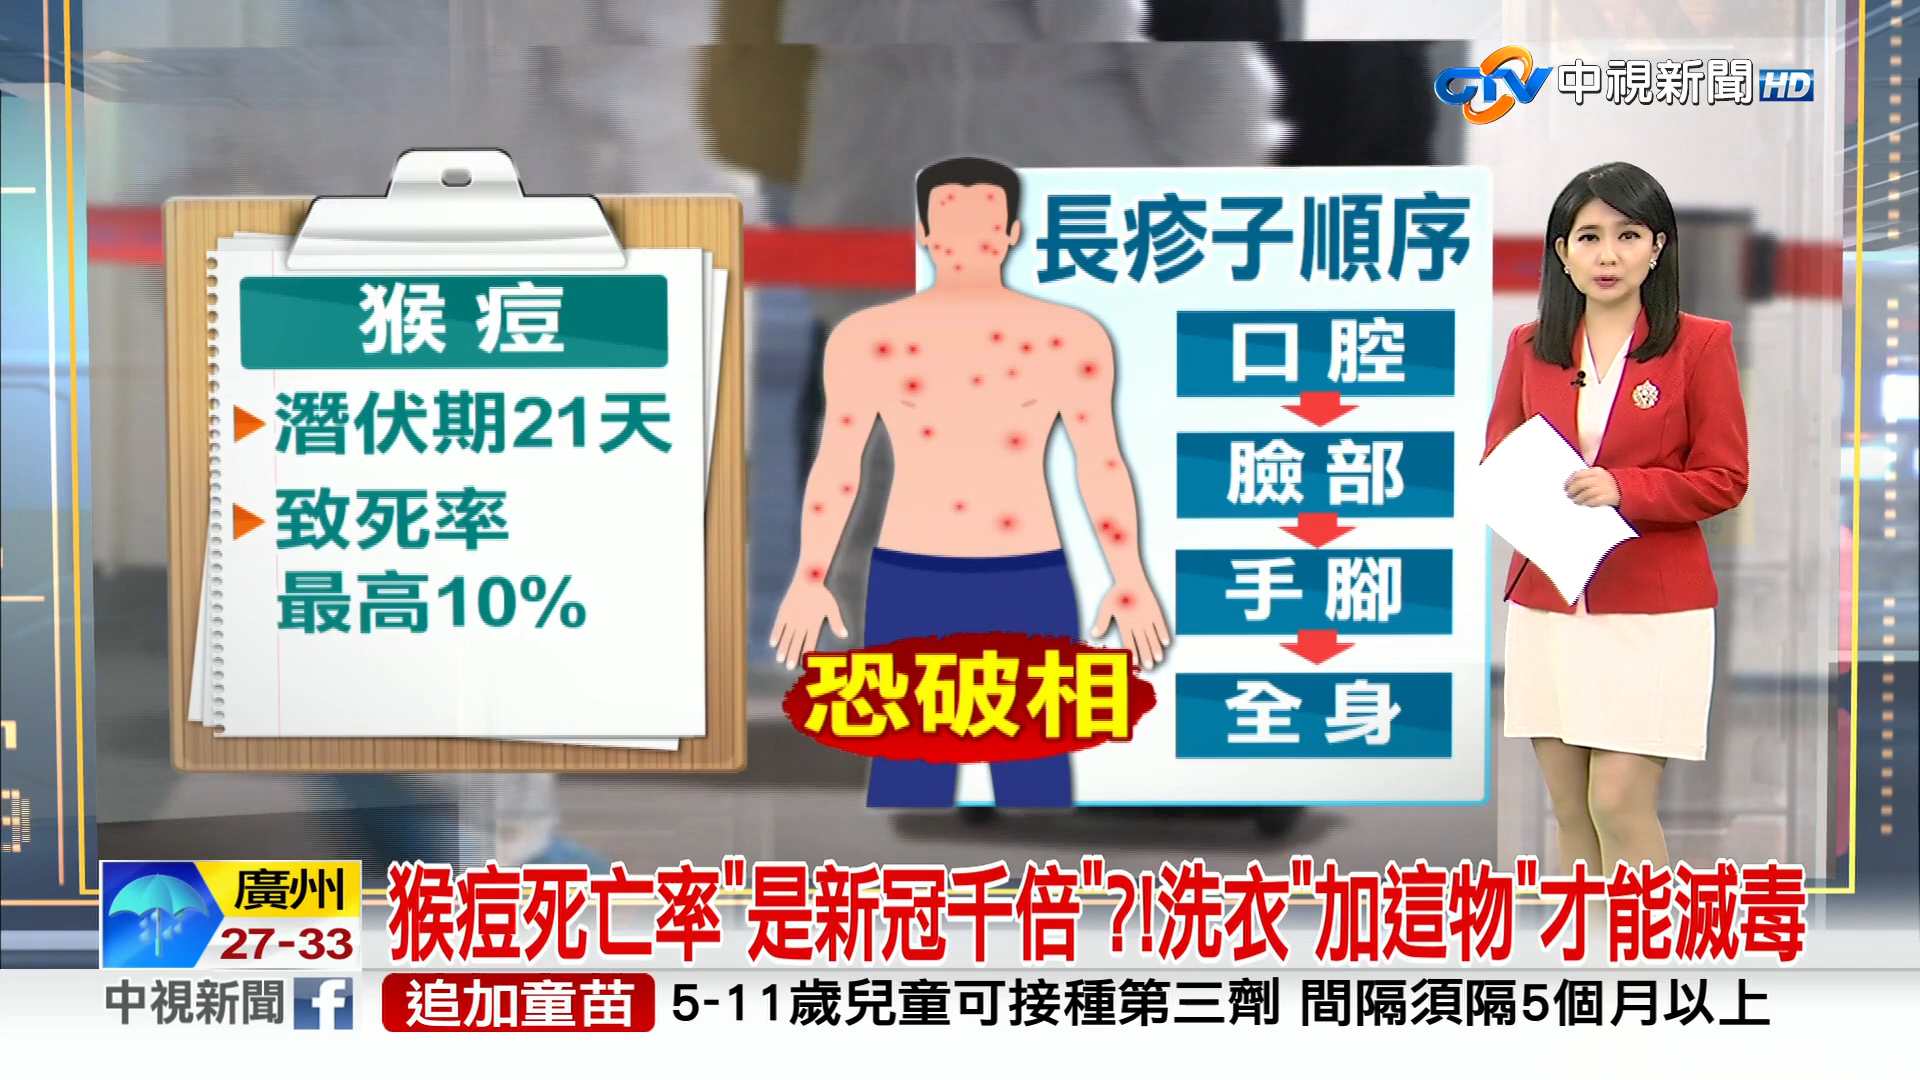 CTV中視新聞HD
猴痘
潛伏期21天
致死率
最高10%
長疹子順序
口腔
臉部
手腳
全身
恐破相
廣州
27-33
猴痘死亡率"是新冠千倍"?!洗衣"加這物"才能滅毒
中視新聞 f
追加童苗 5-11歲兒童可接種第三劑 間隔須隔5個月以上